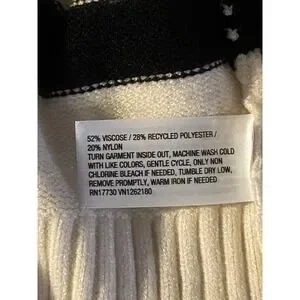 52% VISCOSE / 28% RECYCLED POLYESTER /
20% NYLON
TURN GARMENT INSIDE OUT, MACHINE WASH COLD
WITH LIKE COLORS, GENTLE CYCLE, ONLY NON
CHLORINE BLEACH IF NEEDED, TUMBLE DRY LOW,
REMOVE PROMPTLY, WARM IRON IF NEEDED
RN17730 VN1262180